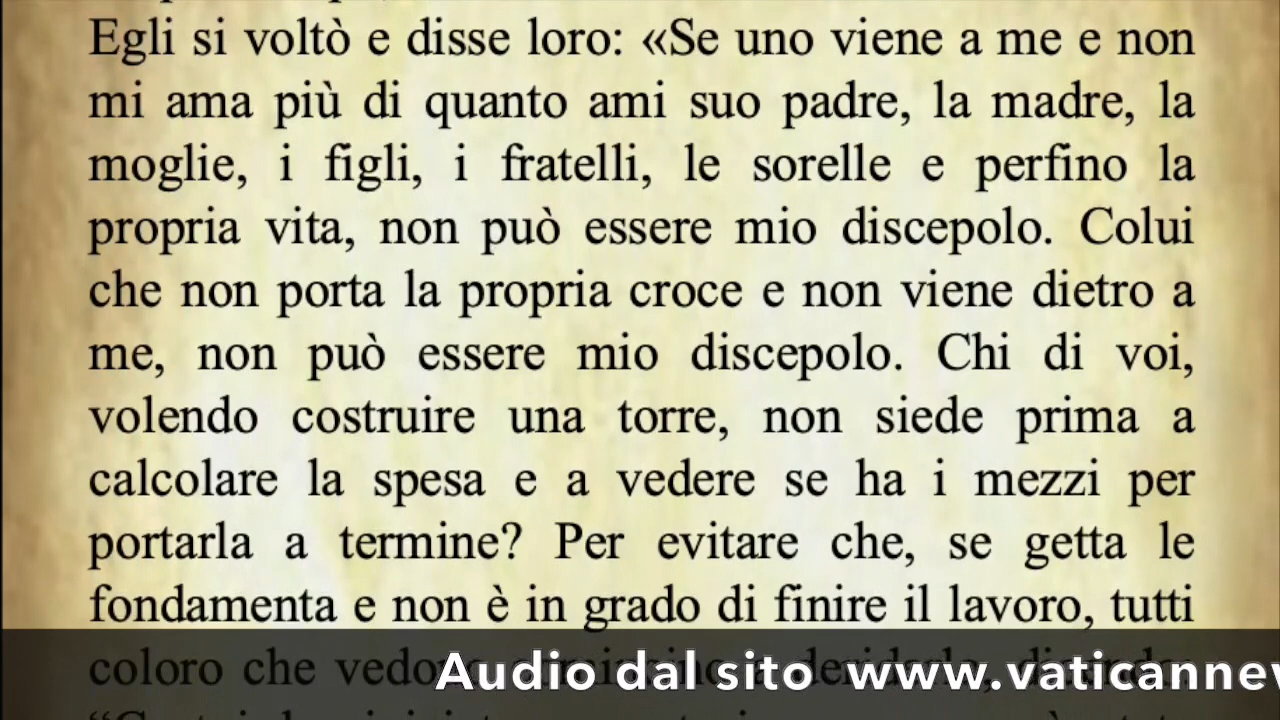 Egli si voltò e disse loro: «Se uno viene a me e non
mi ama più di quanto ami suo padre, la madre, la
moglie, i figli, i fratelli, le sorelle e perfino la
propria vita, non può essere mio discepolo. Colui
che non porta la propria croce e non viene dietro a
me, non può essere mio discepolo. Chi di voi,
volendo costruire una torre, non siede prima a
calcolare la spesa e a vedere se ha i mezzi per
portarla a termine? Per evitare che, se getta le
fondamenta e non è in grado di finire il lavoro, tutti
coloro che
Audio dal sito www.vaticannew